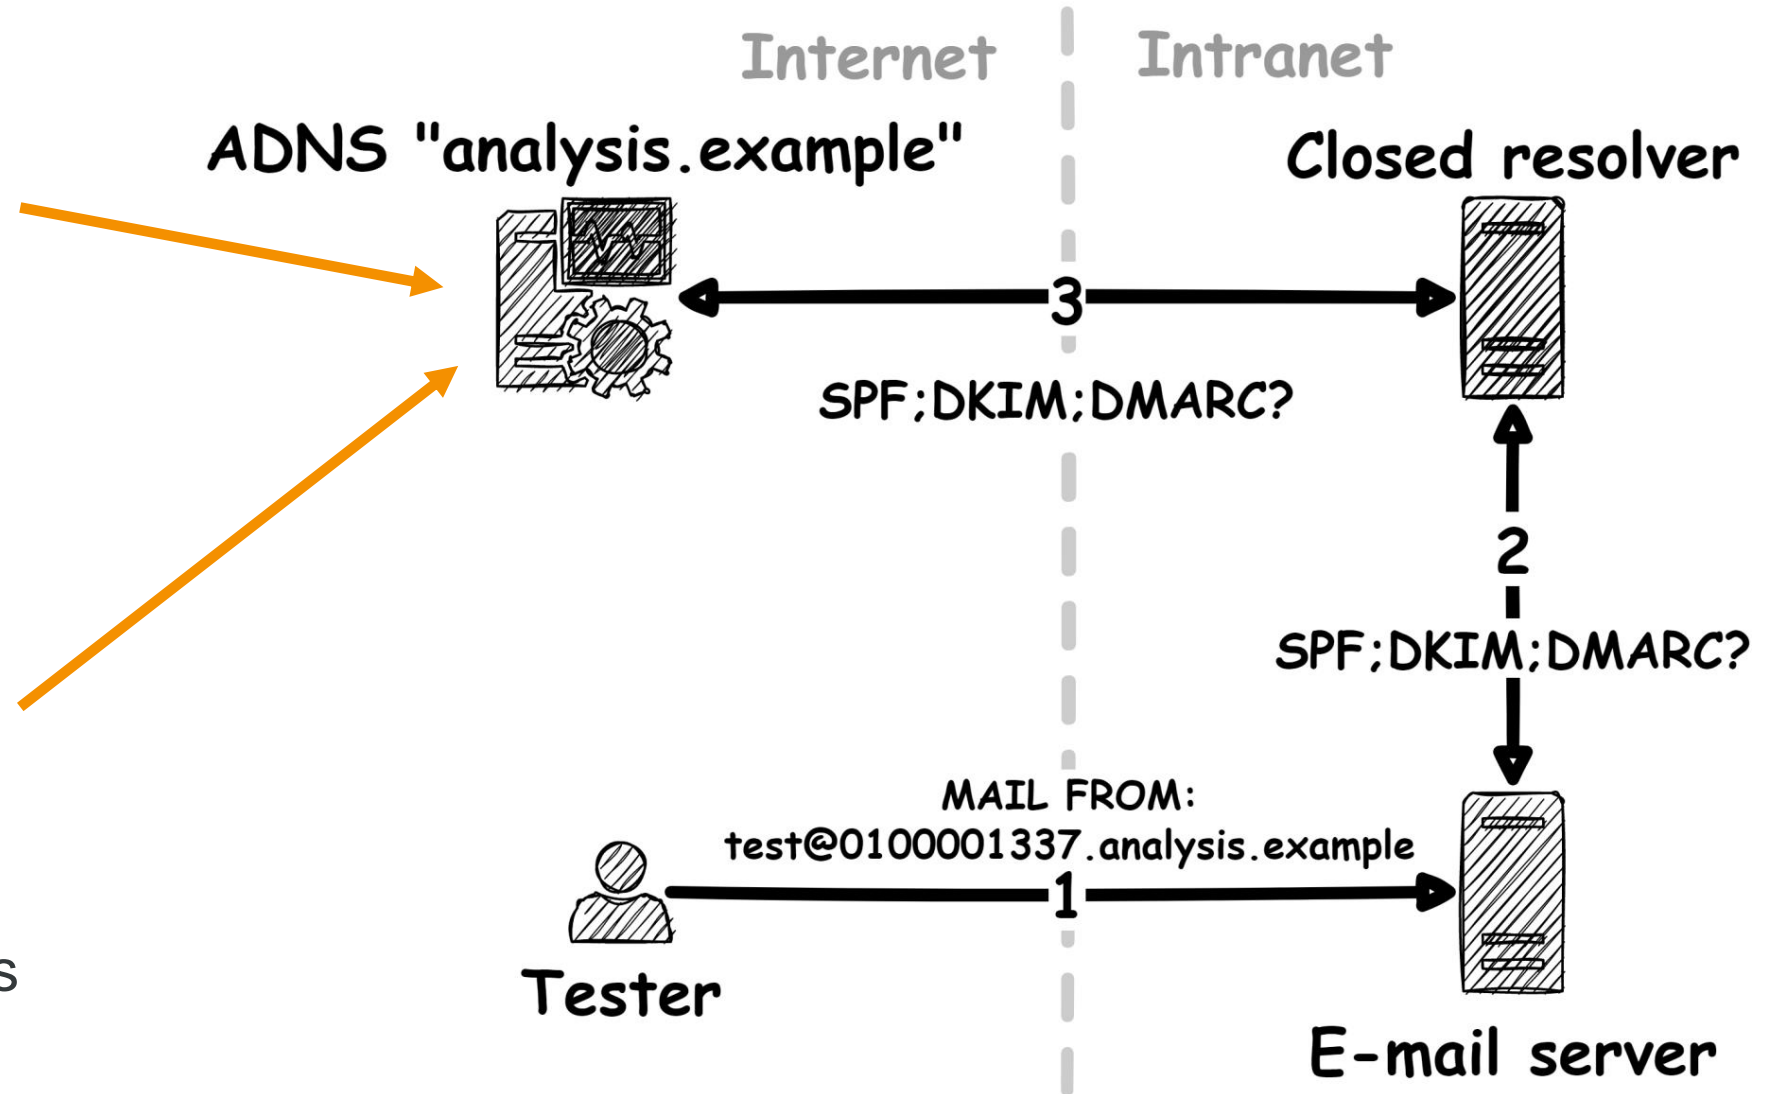 Internet
Intranet
ADNS "analysis.example"
Closed resolver
3
SPF;DKIM;DMARC?
2
SPF;DKIM;DMARC?
MAIL FROM:
test@0100001337.analysis.example
1
s
Tester
E-mail server